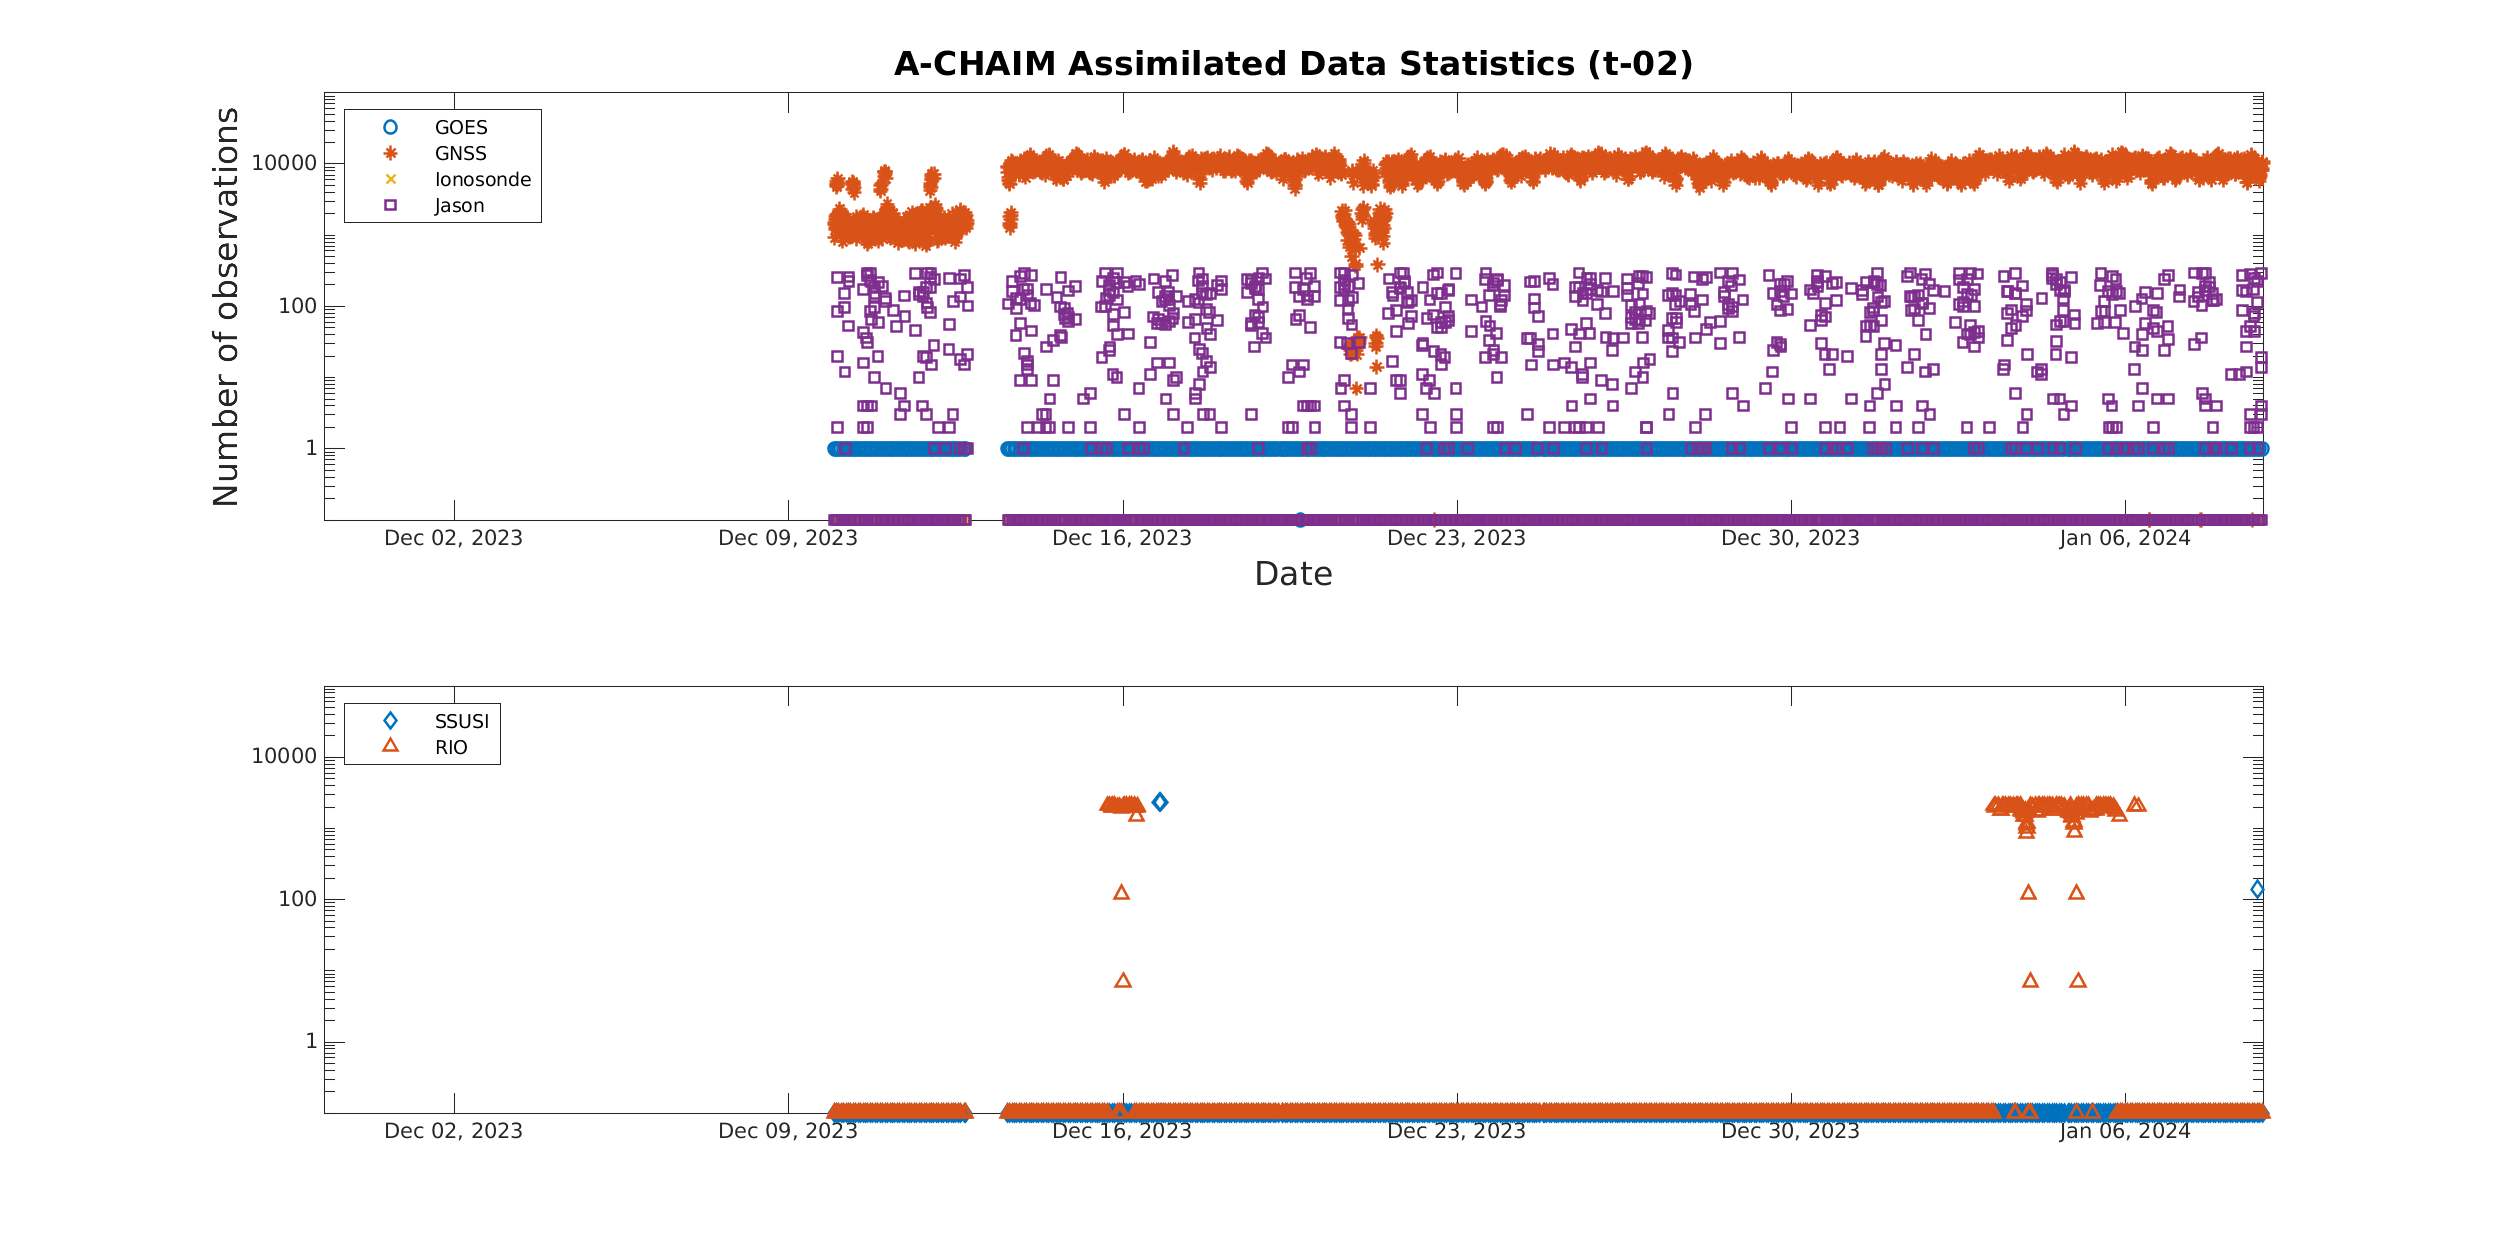 A-CHAIM Assimilated Data Statistics (t-02)
Number of observations
10000
100
1
GOES
GNSS
Ionosonde
Jason
Dec 02, 2023
Dec 09, 2023
Dec 16, 2023
Dec 23, 2023
Dec 30, 2023
Jan 06, 2024
Date
10000
100
1
SSUSI
RIO
Dec 02, 2023
Dec 09, 2023
Dec 16, 2023
Dec 23, 2023
Dec 30, 2023
Jan 06, 2024